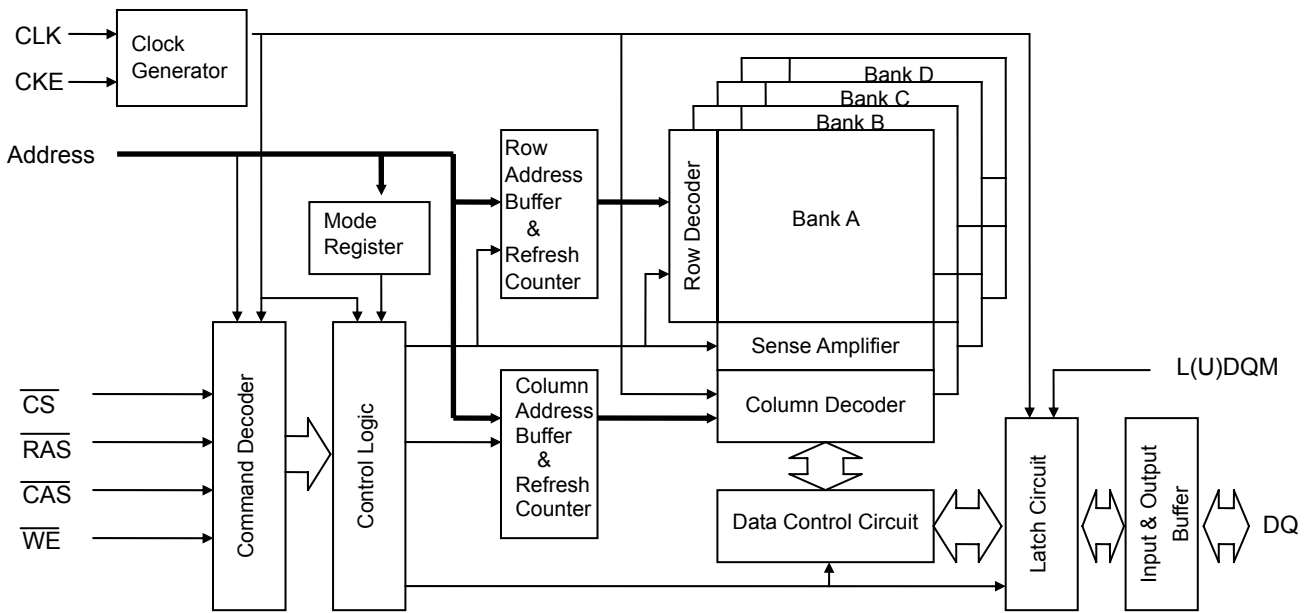 CLK
CKE
Clock
Generator
Address
Mode
Register
Row
Address
Buffer
&
Refresh
Counter
Bank D
Bank C
Bank B
Bank A
Row Decoder
Sense Amplifier
Column Decoder
CS
RAS
CAS
WE
Command Decoder
Control Logic
Column
Address
Buffer
&
Refresh
Counter
Data Control Circuit
L(U)DQM
Latch Circuit
Input & Output
Buffer
DQ